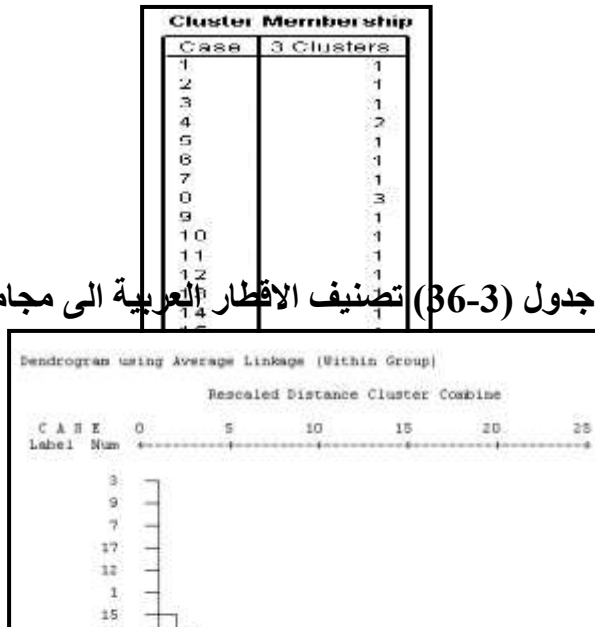 Cluster Membership
Case 3 Clusters
1 1
2 1
3 1
4 2
5 1
6 1
7 1
0 3
9 1
10 1
11 1
12 1
جدول (3-36) تصنيف الاقطار العربية الى
14 1
Dendrogram using Average Linkage (Within Group)
Rescaled Distance Cluster Combine
C A S E 0 5 10 15 20 25
Label Num
3
9
7
17
12
1
15